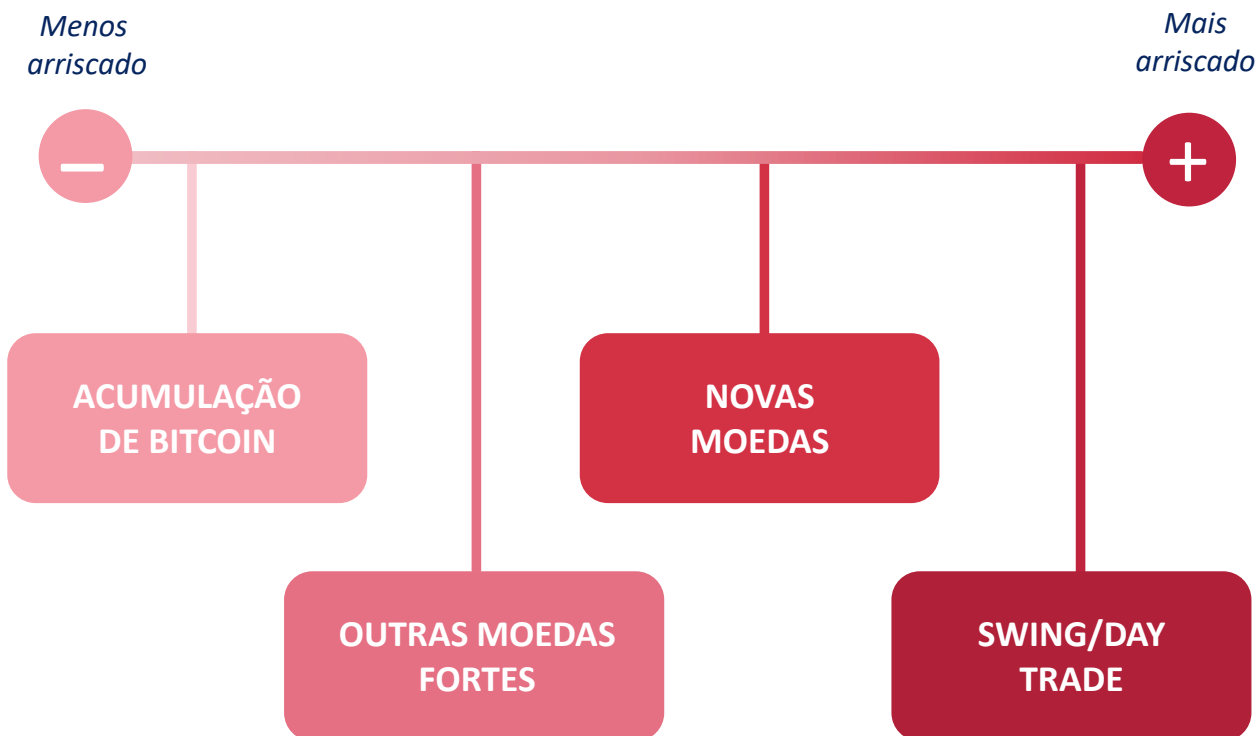 Menos
arriscado
Mais
arriscado
–
+
ACUMULAÇÃO
DE BITCOIN
NOVAS
MOEDAS
OUTRAS MOEDAS
FORTES
SWING/DAY
TRADE